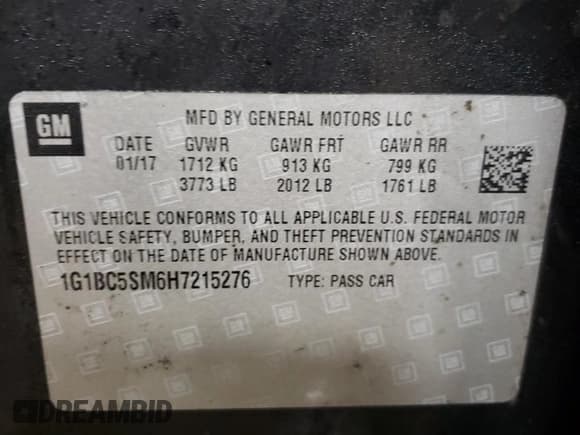 GM
MFD BY GENERAL MOTORS LLC
DATE GVWR GAWR FRT GAWR RR
01/17 1712 KG 913 KG 799 KG
3773 LB 2012 LB 1761 LB
THIS VEHICLE CONFORMS TO ALL APPLICABLE U.S. FEDERAL MOTOR
VEHICLE SAFETY, BUMPER, AND THEFT PREVENTION STANDARDS IN
EFFECT ON THE DATE OF MANUFACTURE SHOWN ABOVE.
1G1BC5SM6H7215276 TYPE: PASS CAR
DREAMBID